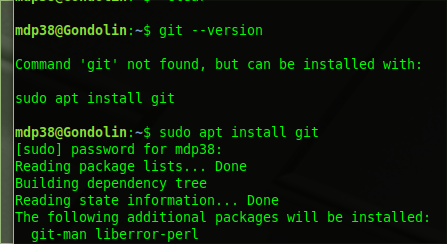 mdp38@Gondolin:~$ git --version
Command 'git' not found, but can be installed with:
sudo apt install git
mdp38@Gondolin:~$ sudo apt install git
[sudo] password for mdp38:
Reading package lists... Done
Building dependency tree
Reading state information... Done
The following additional packages will be installed:
  git-man liberror-perl